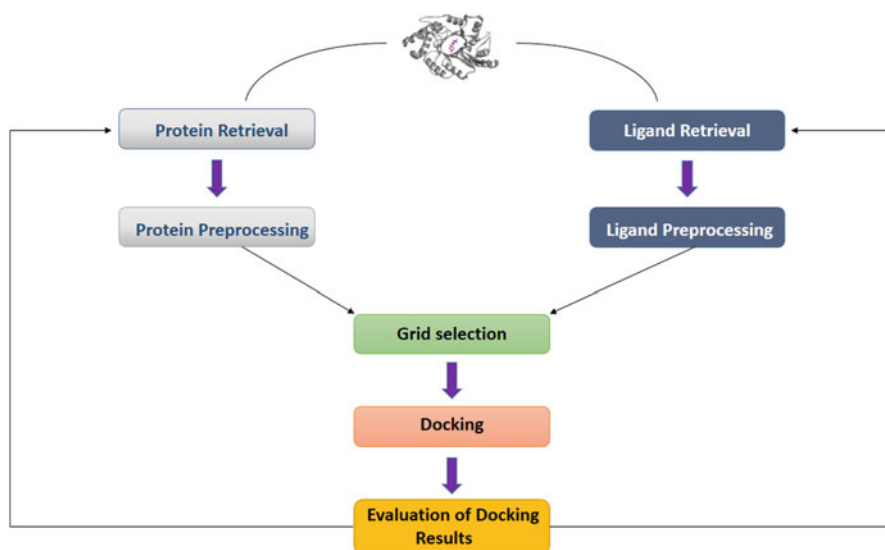 Protein Retrieval
Ligand Retrieval
Protein Preprocessing
Ligand Preprocessing
Grid selection
Docking
Evaluation of Docking
Results